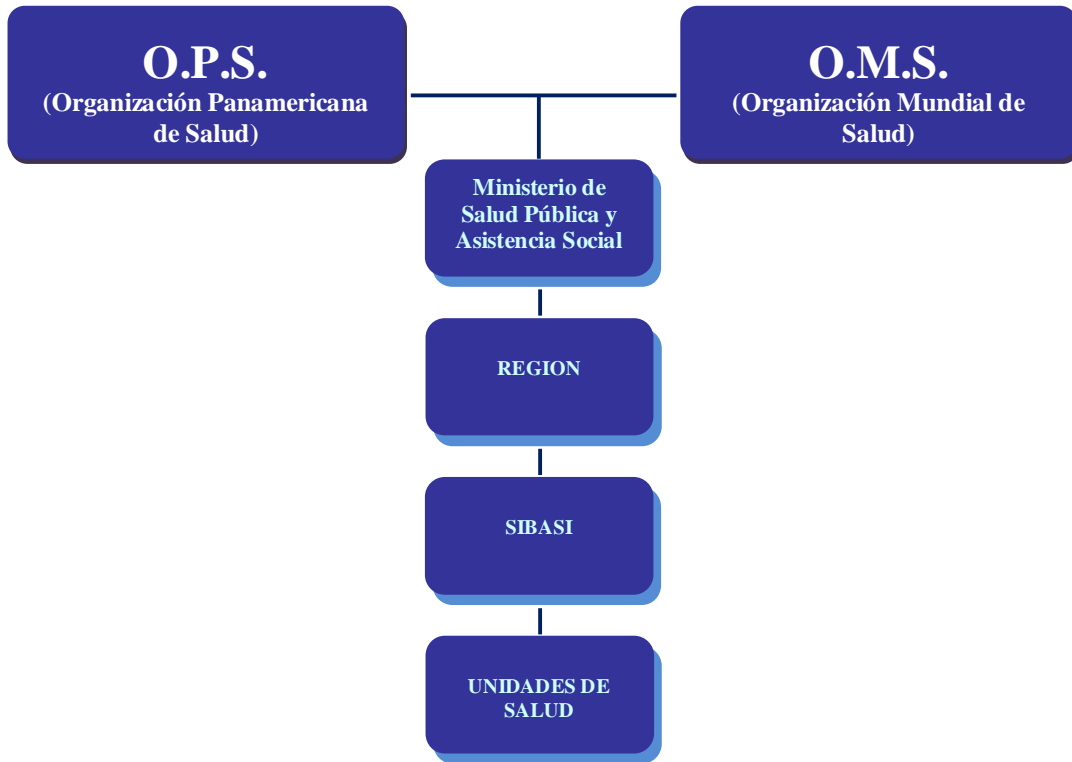 O.P.S.
(Organización Panamericana
de Salud)
O.M.S.
(Organización Mundial de
Salud)
Ministerio de
Salud Pública y
Asistencia Social
REGION
SIBASI
UNIDADES DE
SALUD